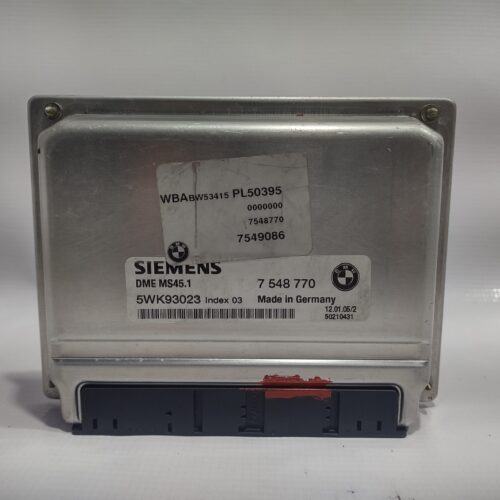 WBABW53415 PL50395
0000000
7548770
7549086
SIEMENS
DME MS45.1
7 548 770
5WK93023 Index 03
Made in Germany
12.01.05/2
50210431